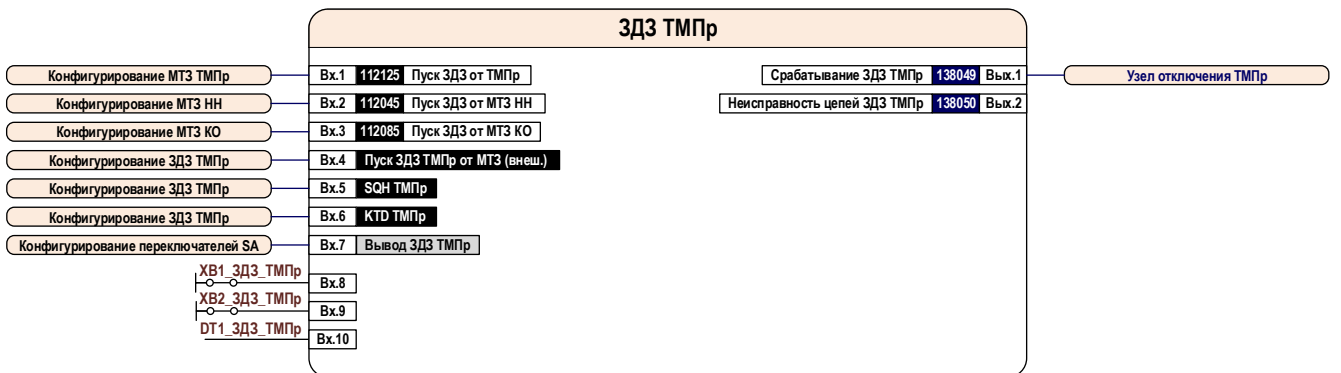 ЗДЗ ТМПр
Конфигурирование МТЗ ТМПр Вх.1 112125 Пуск ЗДЗ от ТМПр Срабатывание ЗДЗ ТМПр 138049 Вых.1 Узел отключения ТМПр
Конфигурирование МТЗ НН Вх.2 112045 Пуск ЗДЗ от МТЗ НН Неисправность цепей ЗДЗ ТМПр 138050 Вых.2
Конфигурирование МТЗ КО Вх.3 112085 Пуск ЗДЗ от МТЗ КО
Конфигурирование ЗДЗ ТМПр Вх.4 Пуск ЗДЗ ТМПр от МТЗ (внеш.)
Конфигурирование ЗДЗ ТМПр Вх.5 SQH ТМПр
Конфигурирование ЗДЗ ТМПр Вх.6 KTD ТМПр
Конфигурирование переключателей SA Вх.7 Вывод ЗДЗ ТМПр
XB1_ЗДЗ_ТМПр Вх.8
XB2_ЗДЗ_ТМПр Вх.9
DT1_ЗДЗ_ТМПр Вх.10